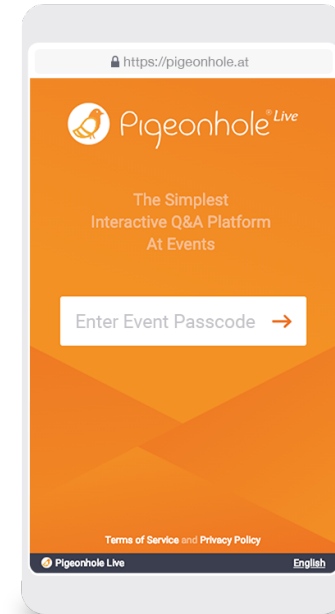 https://pigeonhole.at
Pigeonhole® Live
The Simplest
Interactive Q&A Platform
At Events
Enter Event Passcode →
Terms of Service and Privacy Policy
Pigeonhole Live English